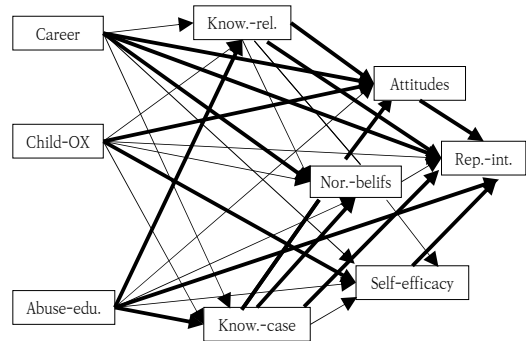 Know.-rel.
Career
Attitudes
Child-OX
Rep.-int.
Nor.-belifs
Self-efficacy
Abuse-edu.
Know.-case